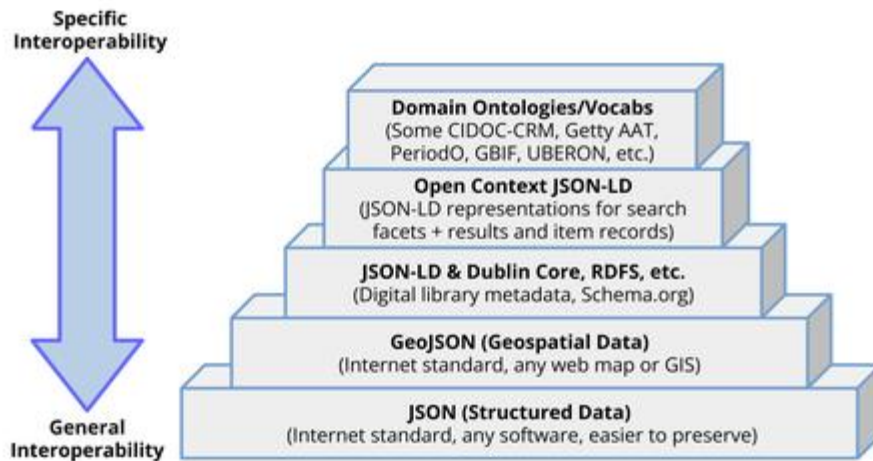 Specific
Interoperability
Domain Ontologies/Vocabs
(Some CIDOC-CRM, Getty AAT,
PeriodO, GBIF, UBERON, etc.)
Open Context JSON-LD
(JSON-LD representations for search
facets + results and item records)
JSON-LD & Dublin Core, RDFS, etc.
(Digital library metadata, Schema.org)
GeoJSON (Geospatial Data)
(Internet standard, any web map or GIS)
JSON (Structured Data)
(Internet standard, any software, easier to preserve)
General
Interoperability